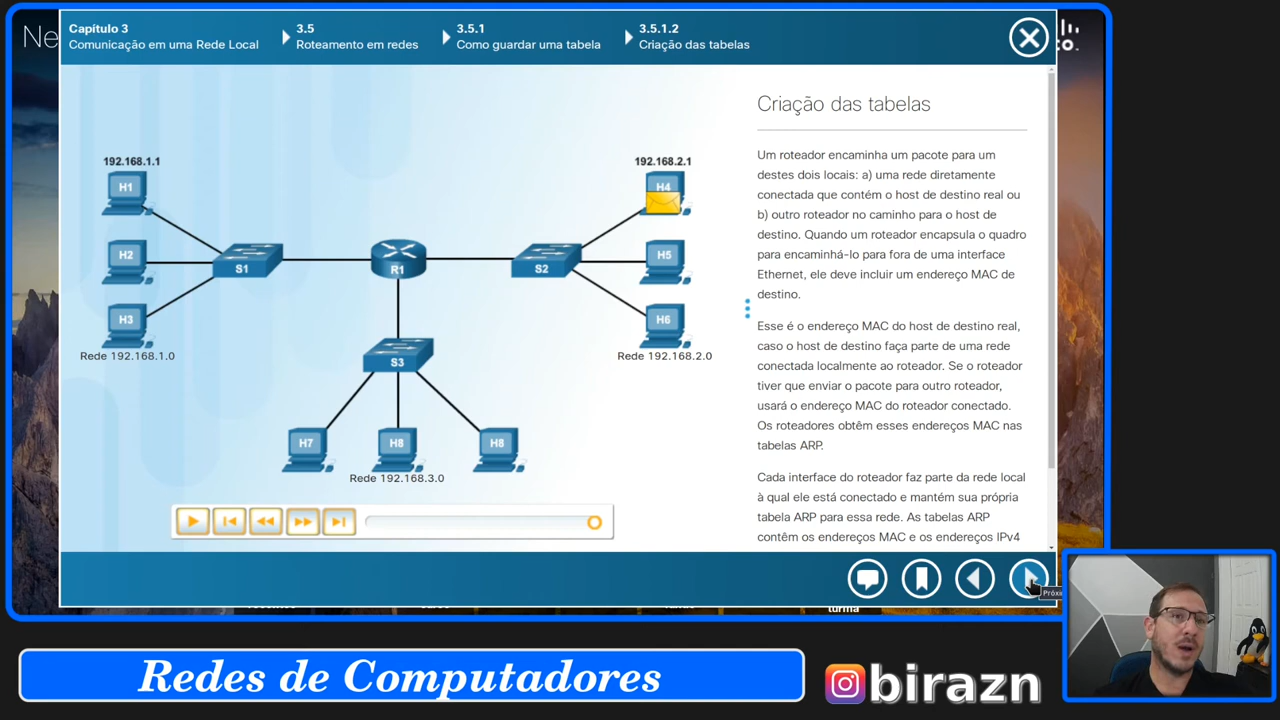 Ne
Capítulo 3
Comunicação em uma Rede Local
3.5
Roteamento em redes
3.5.1
Como guardar uma tabela
3.5.1.2
Criação das tabelas
Criação das tabelas
Um roteador encaminha um pacote para um
destes dois locais: a) uma rede diretamente
conectada que contém o host de destino real ou
b) outro roteador no caminho para o host de
destino. Quando um roteador encapsula o quadro
para encaminhá-lo para fora de uma interface
Ethernet, ele deve incluir um endereço MAC de
destino.
Esse é o endereço MAC do host de destino real,
caso o host de destino faça parte de uma rede
conectada localmente ao roteador. Se o roteador
tiver que enviar o pacote para outro roteador,
usará o endereço MAC do roteador conectado.
Os roteadores obtêm esses endereços MAC nas
tabelas ARP.
Cada interface do roteador faz parte da rede local
à qual ele está conectado e mantém sua própria
tabela ARP para essa rede. As tabelas ARP
contêm os endereços MAC e os endereços IPv4
192.168.1.1
H1
H2
H3
Rede 192.168.1.0
S1
R1
S2
192.168.2.1
H4
H5
H6
Rede 192.168.2.0
S3
H7
H8
H8
Rede 192.168.3.0
Próxi
turma
Redes de Computadores
birazn